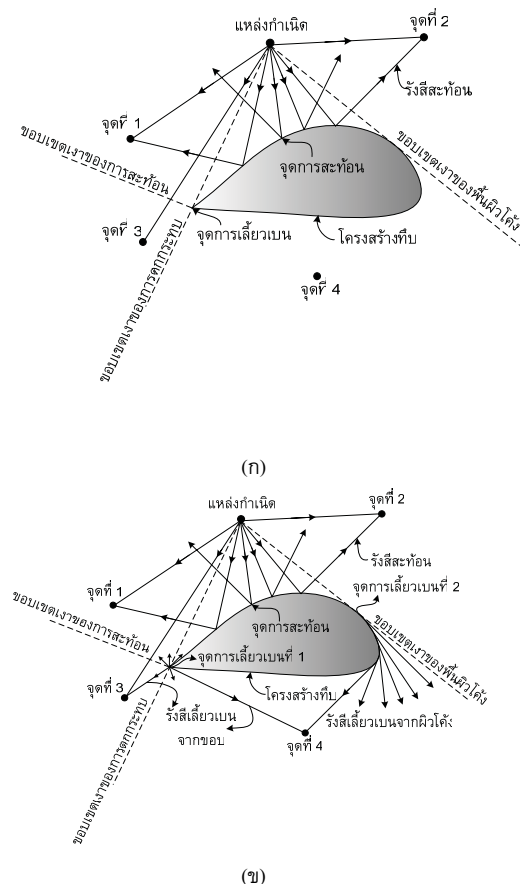 แหล่งกำเนิด
จุดที่ 2
รังสีสะท้อน
จุดที่ 1
ขอบเขตเงาของการสะท้อน
จุดการสะท้อน
ขอบเขตเงาของพื้นผิวโค้ง
จุดที่ 3
จุดการเลี้ยวเบน
โครงสร้างทึบ
ขอบเขตเงาของการตกกระทบ
จุดที่ 4
(ก)
แหล่งกำเนิด
จุดที่ 2
รังสีสะท้อน
จุดการเลี้ยวเบนที่ 2
จุดที่ 1
ขอบเขตเงาของการสะท้อน
จุดการสะท้อน
ขอบเขตเงาของพื้นผิวโค้ง
จุดการเลี้ยวเบนที่ 1
จุดที่ 3
โครงสร้างทึบ
รังสีเลี้ยวเบน
จากขอบ
รังสีเลี้ยวเบนจากผิวโค้ง
จุดที่ 4
ขอบเขตเงาของการตกกระทบ
(ข)